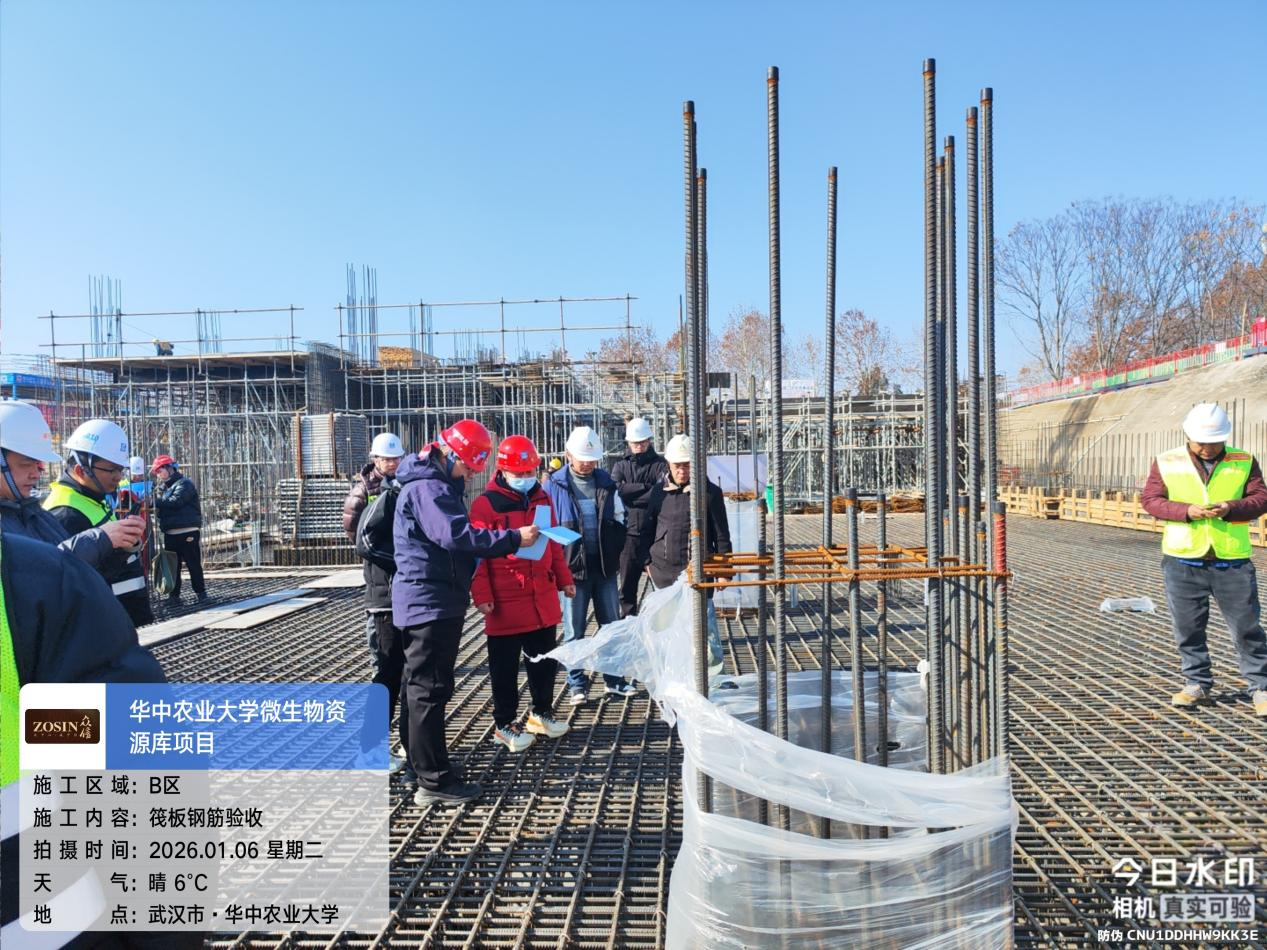 ZOSIN 众信
华中农业大学微生物资
源库项目
施工区域：B区
施工内容：筏板钢筋验收
拍摄时间：2026.01.06 星期二
天气：晴 6°C
地点：武汉市·华中农业大学
今日水印
相机 真实可验
防伪 CNU1DDHHW9KK3E